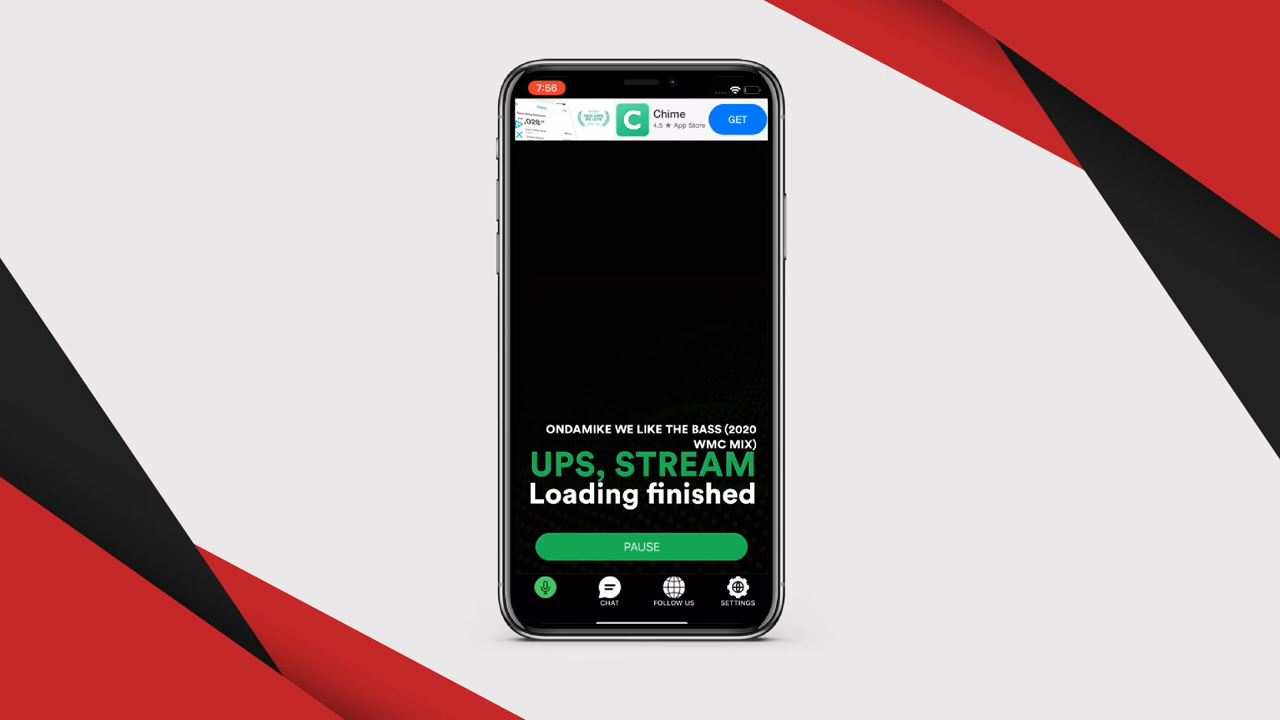 7:56
,028
Chime
4.5 ★ App Store
GET
ONDAMIKE WE LIKE THE BASS (2020
WMC MIX)
UPS, STREAM
Loading finished
PAUSE
CHAT
FOLLOW US
SETTINGS